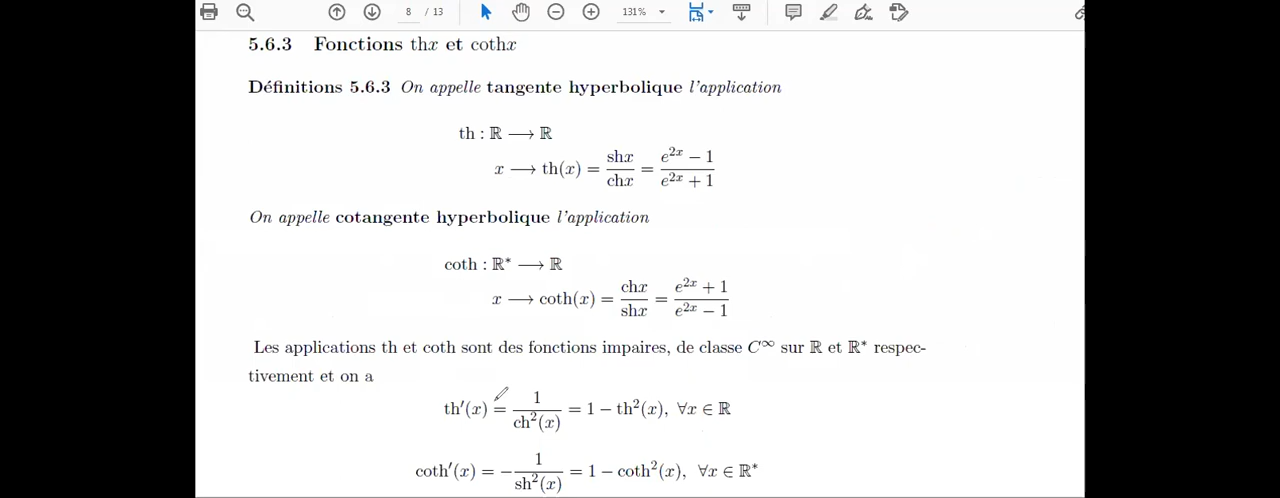 8 / 13 131%
5.6.3 Fonctions thx et cothx
Définitions 5.6.3 On appelle tangente hyperbolique l'application
th : ℝ ⟶ ℝ
x ⟶ th(x) = shx/chx = (e^{2x} − 1)/(e^{2x} + 1)
On appelle cotangente hyperbolique l'application
coth : ℝ* ⟶ ℝ
x ⟶ coth(x) = chx/shx = (e^{2x} + 1)/(e^{2x} − 1)
Les applications th et coth sont des fonctions impaires, de classe C^∞ sur ℝ et ℝ* respec-
tivement et on a
th′(x) = 1/ch²(x) = 1 − th²(x), ∀x ∈ ℝ
coth′(x) = −1/sh²(x) = 1 − coth²(x), ∀x ∈ ℝ*